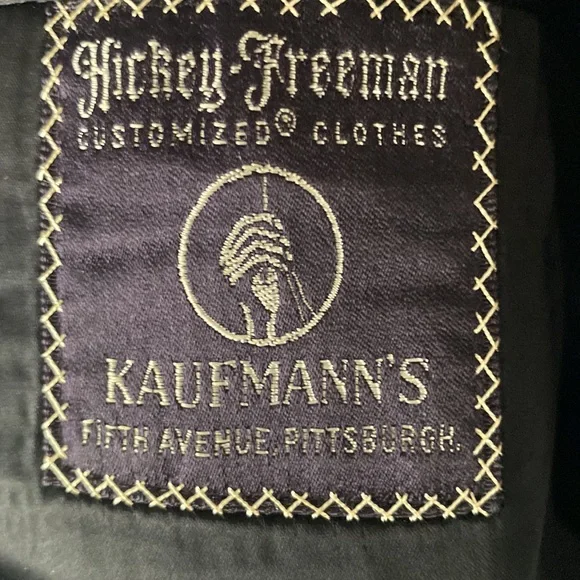 Hickey-Freeman
CUSTOMIZED® CLOTHES
KAUFMANN'S
FIFTH AVENUE, PITTSBURGH.